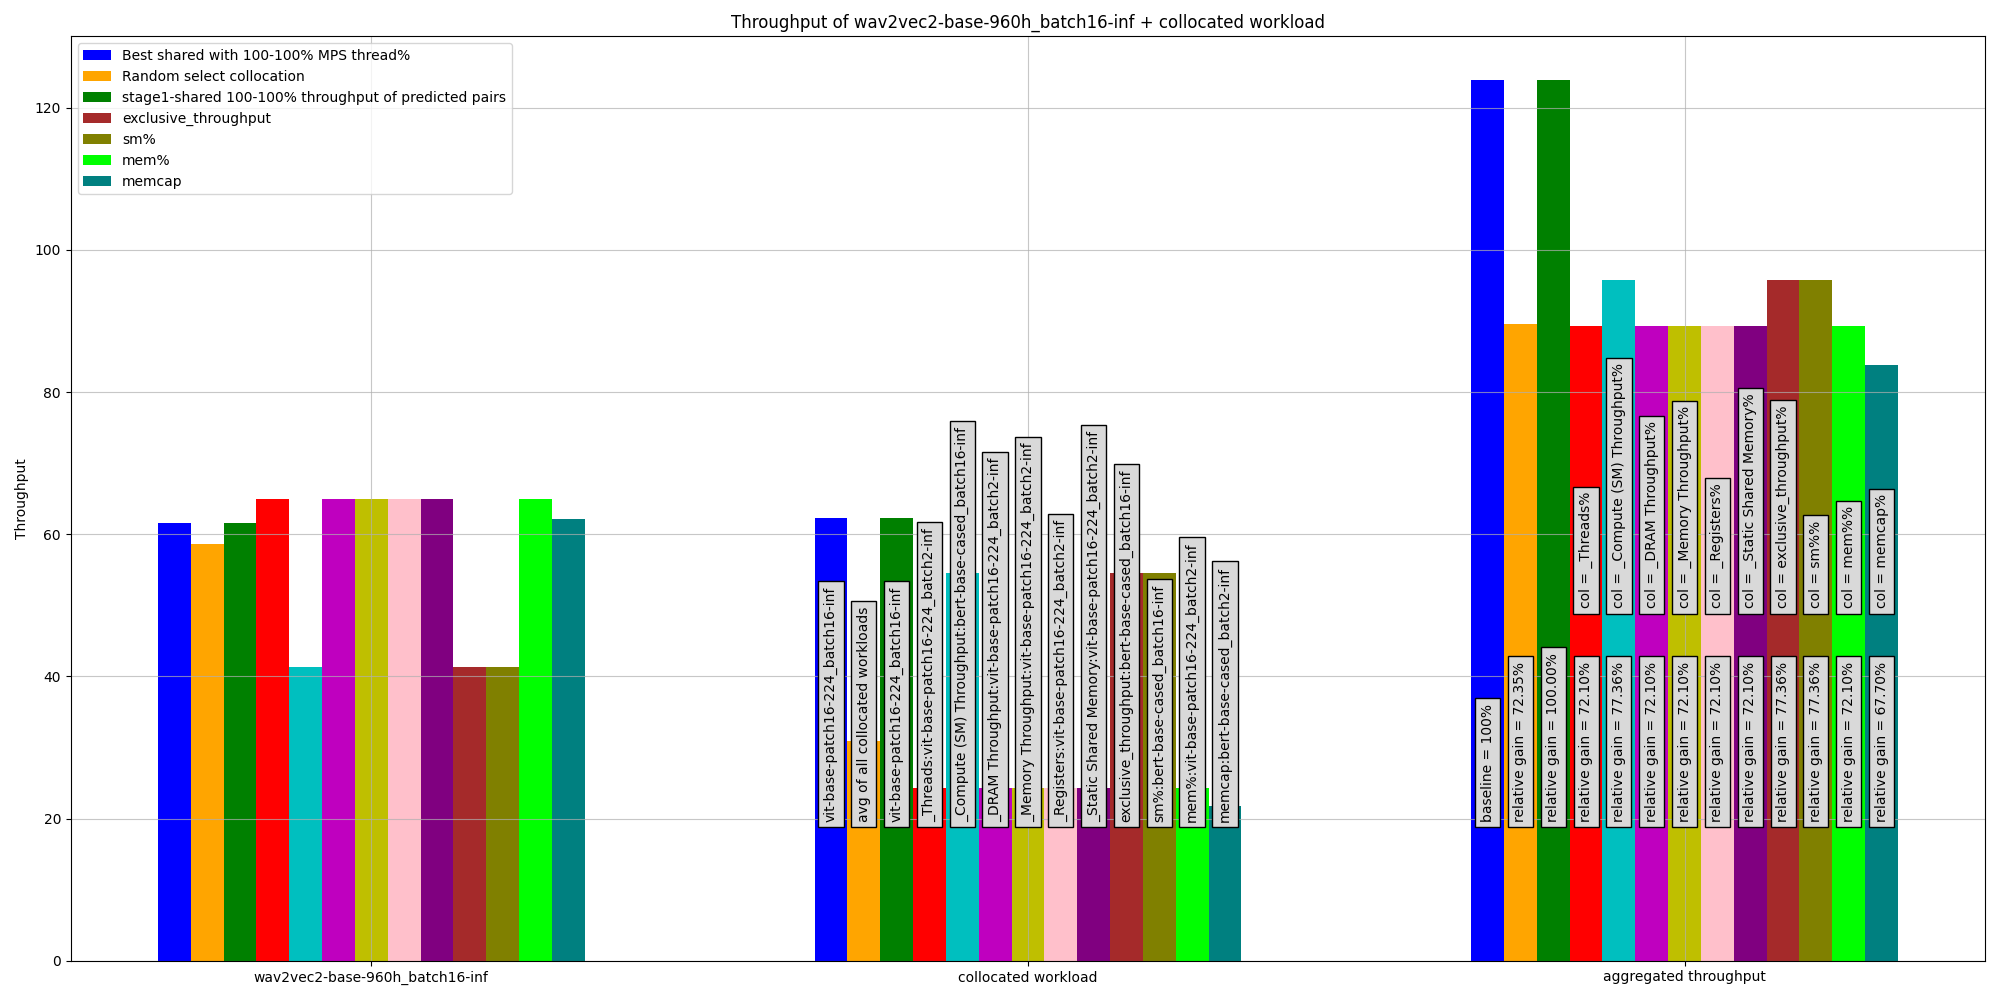 Throughput of wav2vec2-base-960h_batch16-inf + collocated workload
Best shared with 100-100% MPS thread%
Random select collocation
stage1-shared 100-100% throughput of predicted pairs
exclusive_throughput
sm%
mem%
memcap
Throughput
120
100
80
60
40
20
0
vit-base-patch16-224_batch16-inf
avg of all collocated workloads
vit-base-patch16-224_batch16-inf
_Threads:vit-base-patch16-224_batch2-inf
_Compute (SM) Throughput:bert-base-cased_batch16-inf
_DRAM Throughput:vit-base-patch16-224_batch2-inf
_Memory Throughput:vit-base-patch16-224_batch2-inf
_Registers:vit-base-patch16-224_batch2-inf
_Static Shared Memory:vit-base-patch16-224_batch2-inf
exclusive_throughput:bert-base-cased_batch16-inf
sm%:bert-base-cased_batch16-inf
mem%:vit-base-patch16-224_batch2-inf
memcap:bert-base-cased_batch2-inf
col = _Threads%
col = _Compute (SM) Throughput%
col = _DRAM Throughput%
col = _Memory Throughput%
col = _Registers%
col = _Static Shared Memory%
col = exclusive_throughput%
col = sm%%
col = mem%%
col = memcap%
baseline = 100%
relative gain = 72.35%
relative gain = 100.00%
relative gain = 72.10%
relative gain = 77.36%
relative gain = 72.10%
relative gain = 72.10%
relative gain = 72.10%
relative gain = 72.10%
relative gain = 77.36%
relative gain = 77.36%
relative gain = 72.10%
relative gain = 67.70%
wav2vec2-base-960h_batch16-inf
collocated workload
aggregated throughput